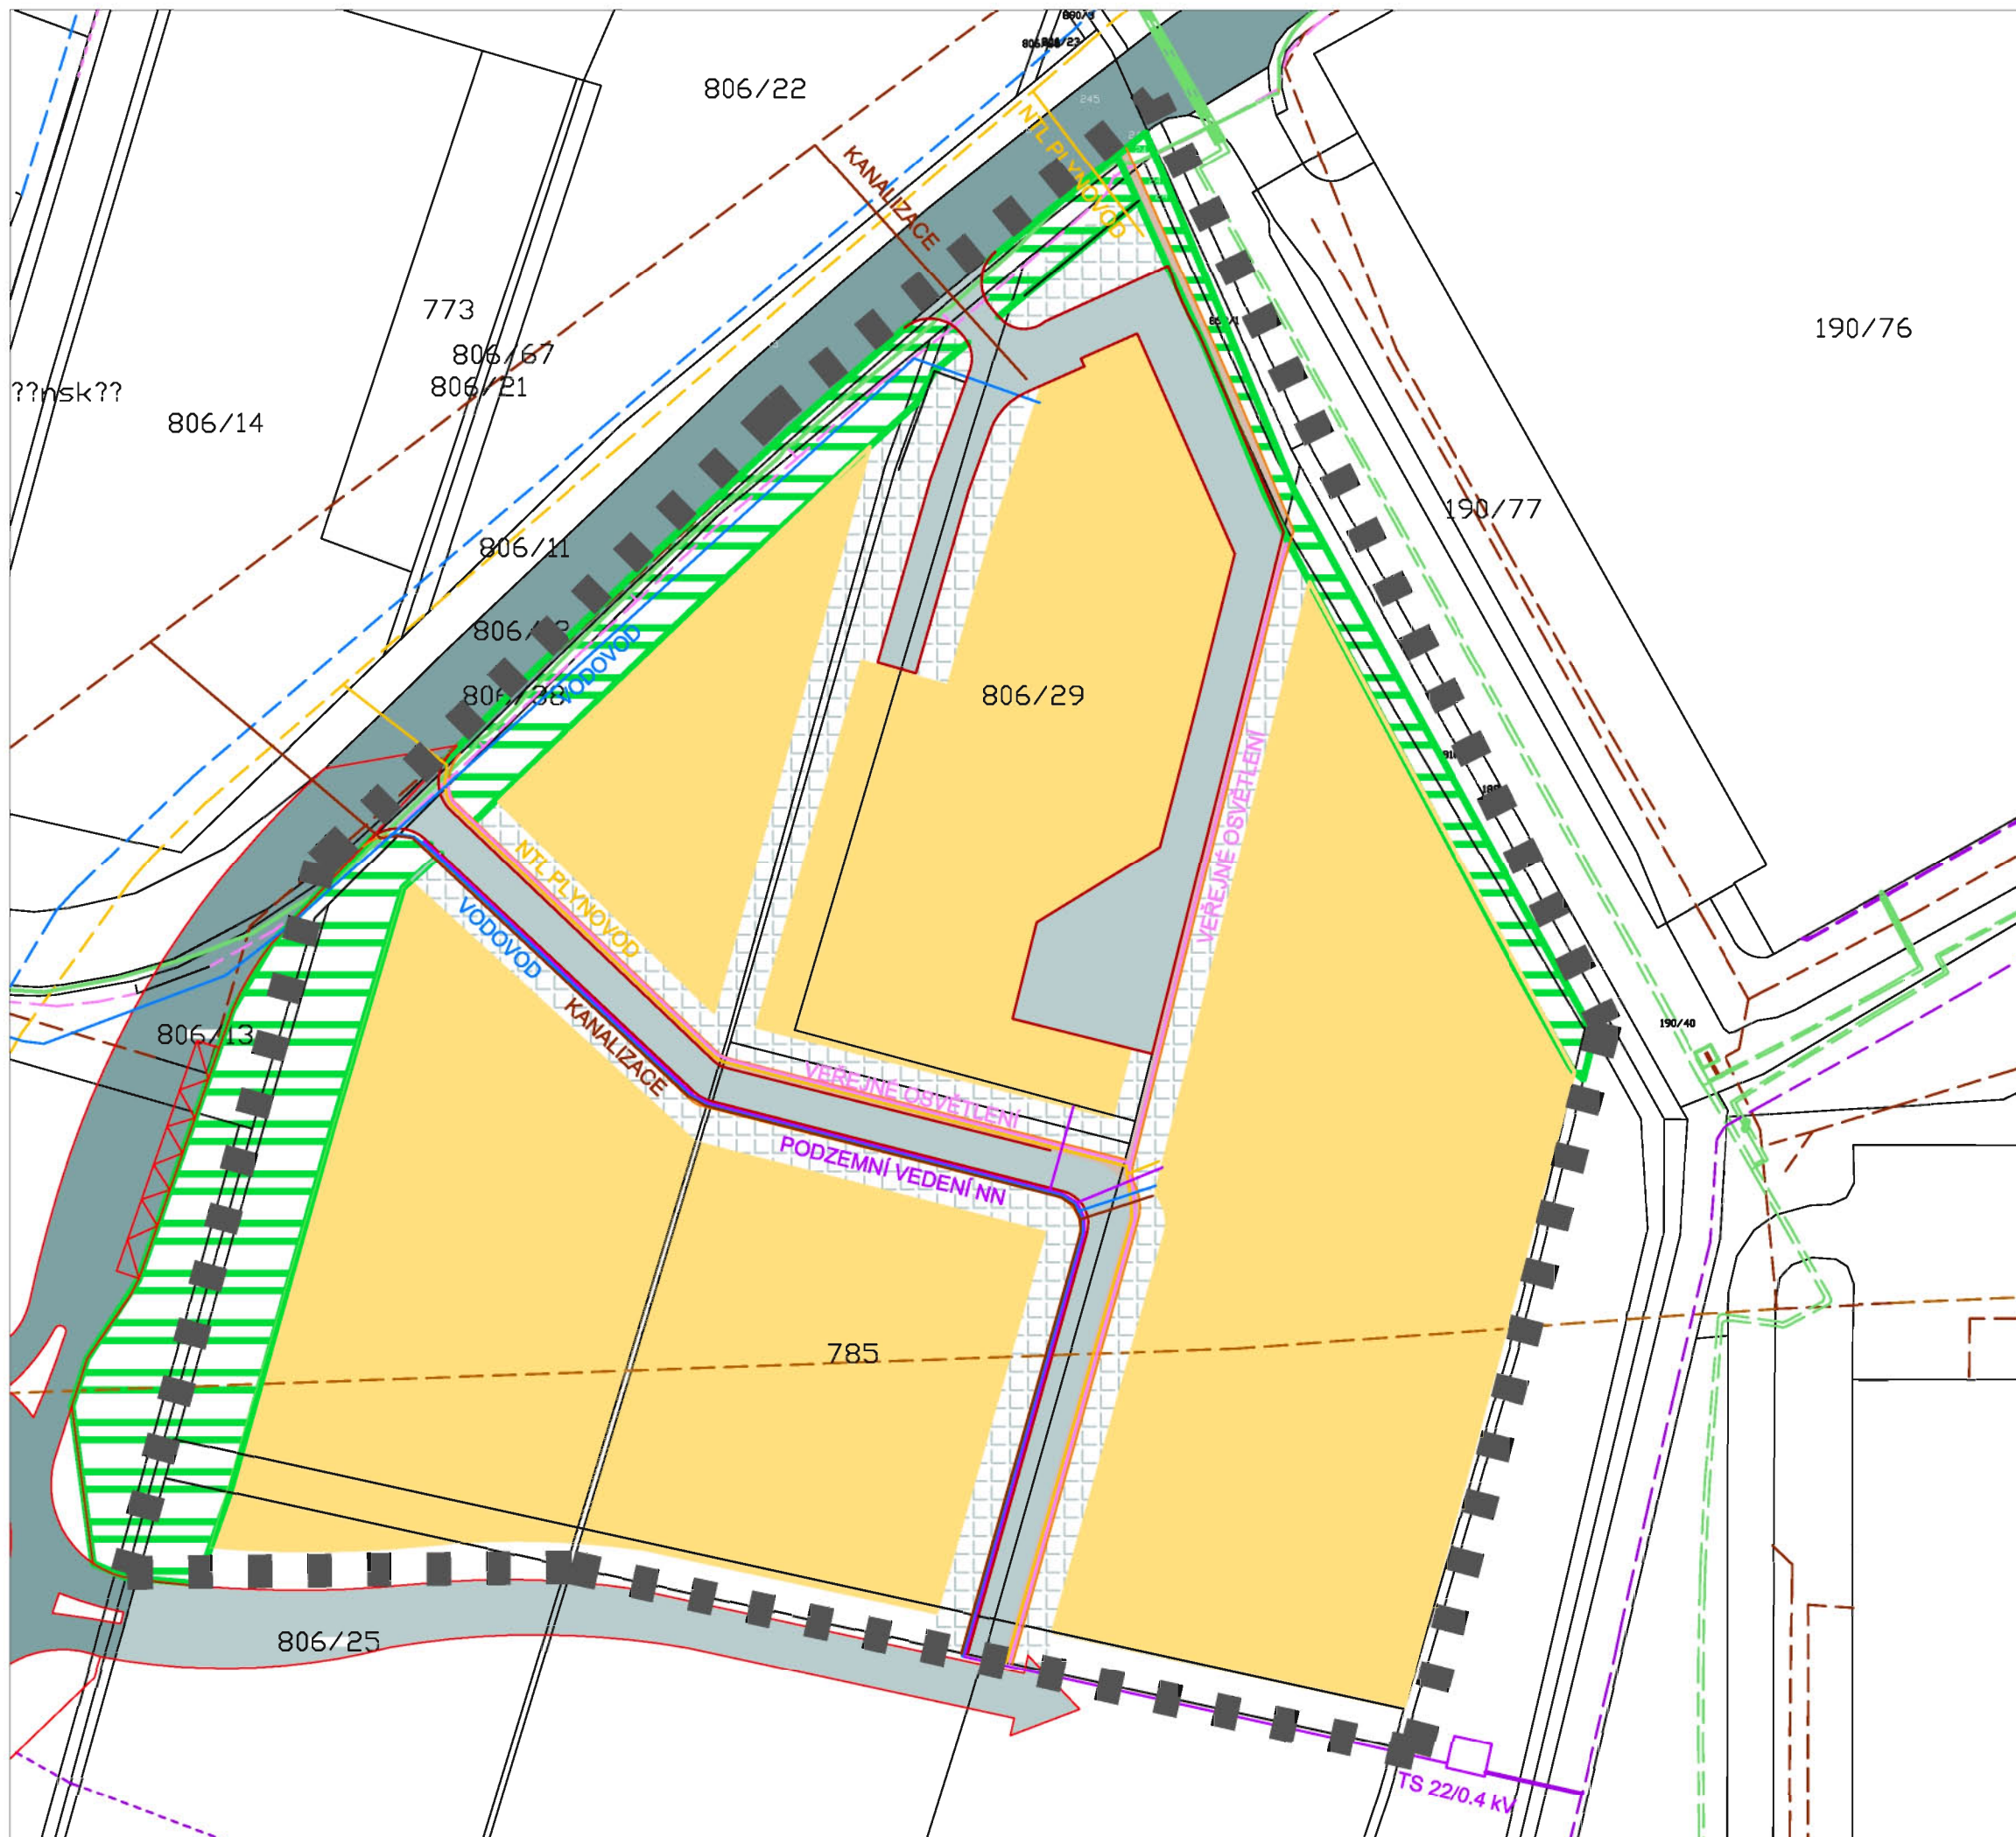 806/22
KANALIZACE
NTL PLYNOVOD
245
773
806/67
806/21
??nsk??
806/14
190/76
190/77
806/11
VODOVOD
806/29
VEŘEJNÉ OSVĚTLENÍ
NTL PLYNOVOD
VODOVOD
KANALIZACE
806/13
190/40
VEŘEJNÉ OSVĚTLENÍ
PODZEMNÍ VEDENÍ NN
785
806/25
TS 22/0.4 kV